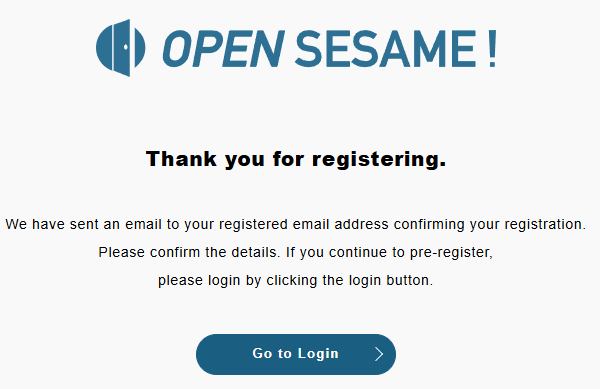 OPEN SESAME!
Thank you for registering.
We have sent an email to your registered email address confirming your registration.
Please confirm the details. If you continue to pre-register,
please login by clicking the login button.
Go to Login